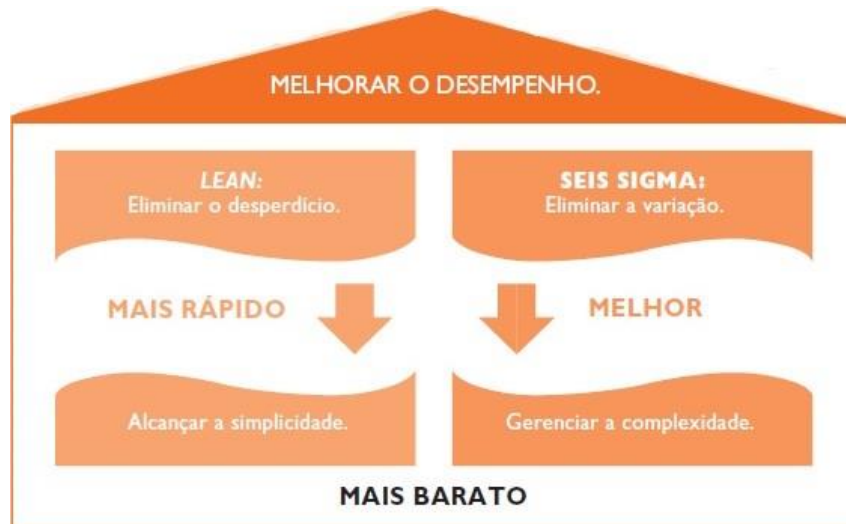 MELHORAR O DESEMPENHO.
LEAN:
Eliminar o desperdício.
SEIS SIGMA:
Eliminar a variação.
MAIS RÁPIDO
MELHOR
Alcançar a simplicidade.
Gerenciar a complexidade.
MAIS BARATO